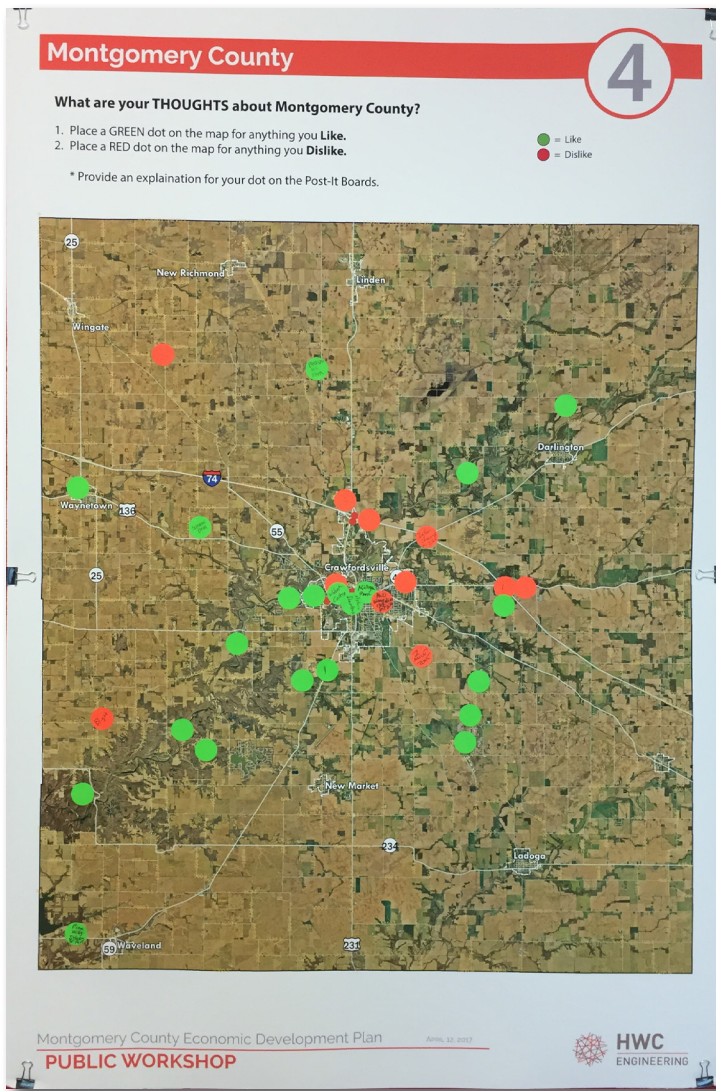 Montgomery County
4
What are your THOUGHTS about Montgomery County?
1. Place a GREEN dot on the map for anything you Like.
2. Place a RED dot on the map for anything you Dislike.
* Provide an explaination for your dot on the Post-It Boards.
= Like
= Dislike
25
New Richmond
Linden
Wingate
Darlington
74
Waynetown
136
55
25
Crawfordsville
New Market
234
Ladoga
59
Waveland
231
Montgomery County Economic Development Plan
APRIL 12, 2017
PUBLIC WORKSHOP
HWC
ENGINEERING